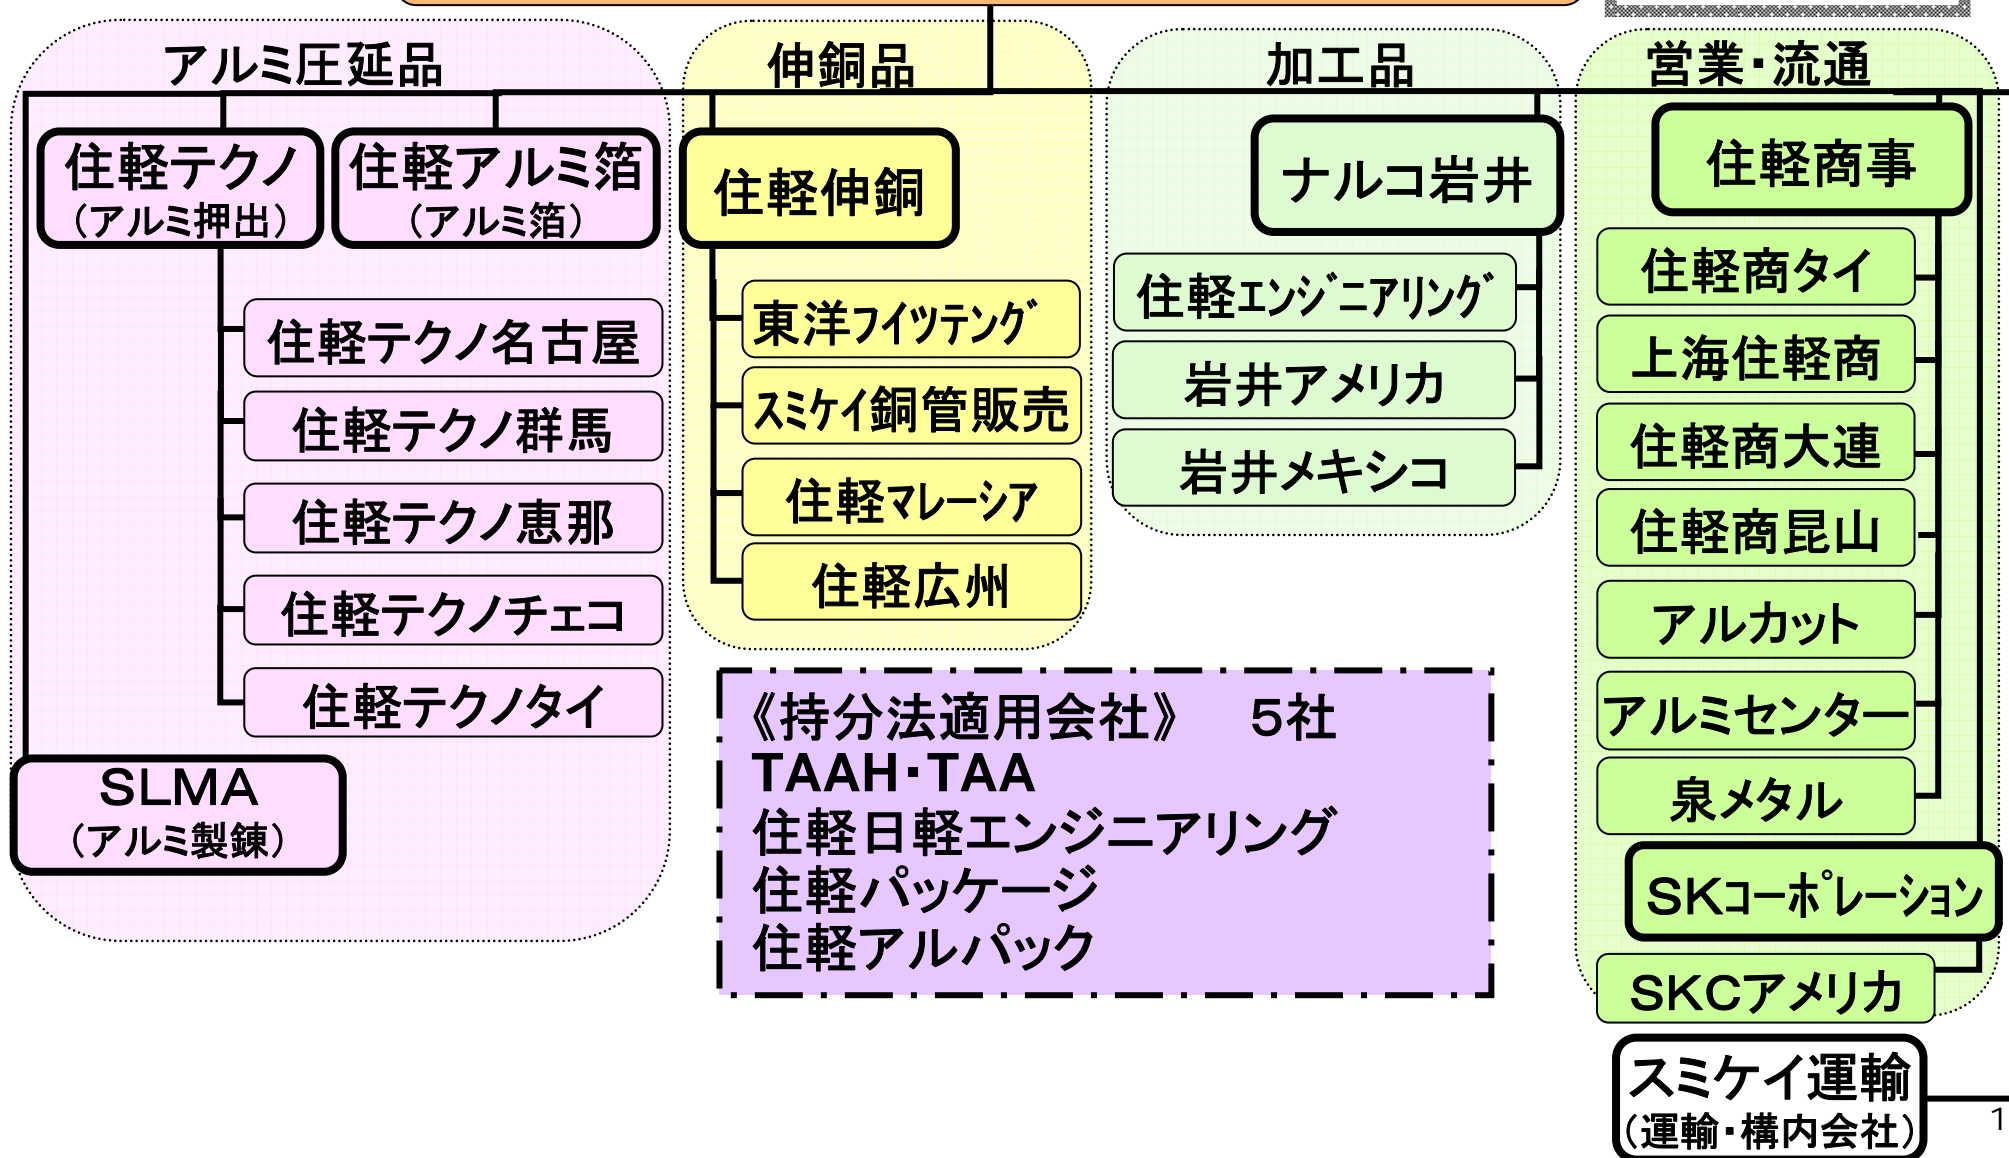 アルミ圧延品
住軽テクノ
（アルミ押出）
住軽アルミ箔
（アルミ箔）
住軽テクノ名古屋
住軽テクノ群馬
住軽テクノ恵那
住軽テクノチェコ
住軽テクノタイ
SLMA
（アルミ製錬）
伸銅品
住軽伸銅
東洋フイツテング
スミケイ銅管販売
住軽マレーシア
住軽広州
加工品
ナルコ岩井
住軽エンジニアリング
岩井アメリカ
岩井メキシコ
《持分法適用会社》　５社
TAAH・TAA
住軽日軽エンジニアリング
住軽パッケージ
住軽アルパック
営業・流通
住軽商事
住軽商タイ
上海住軽商
住軽商大連
住軽商昆山
アルカット
アルミセンター
泉メタル
SKコーポレーション
SKCアメリカ
スミケイ運輸
（運輸・構内会社）
1